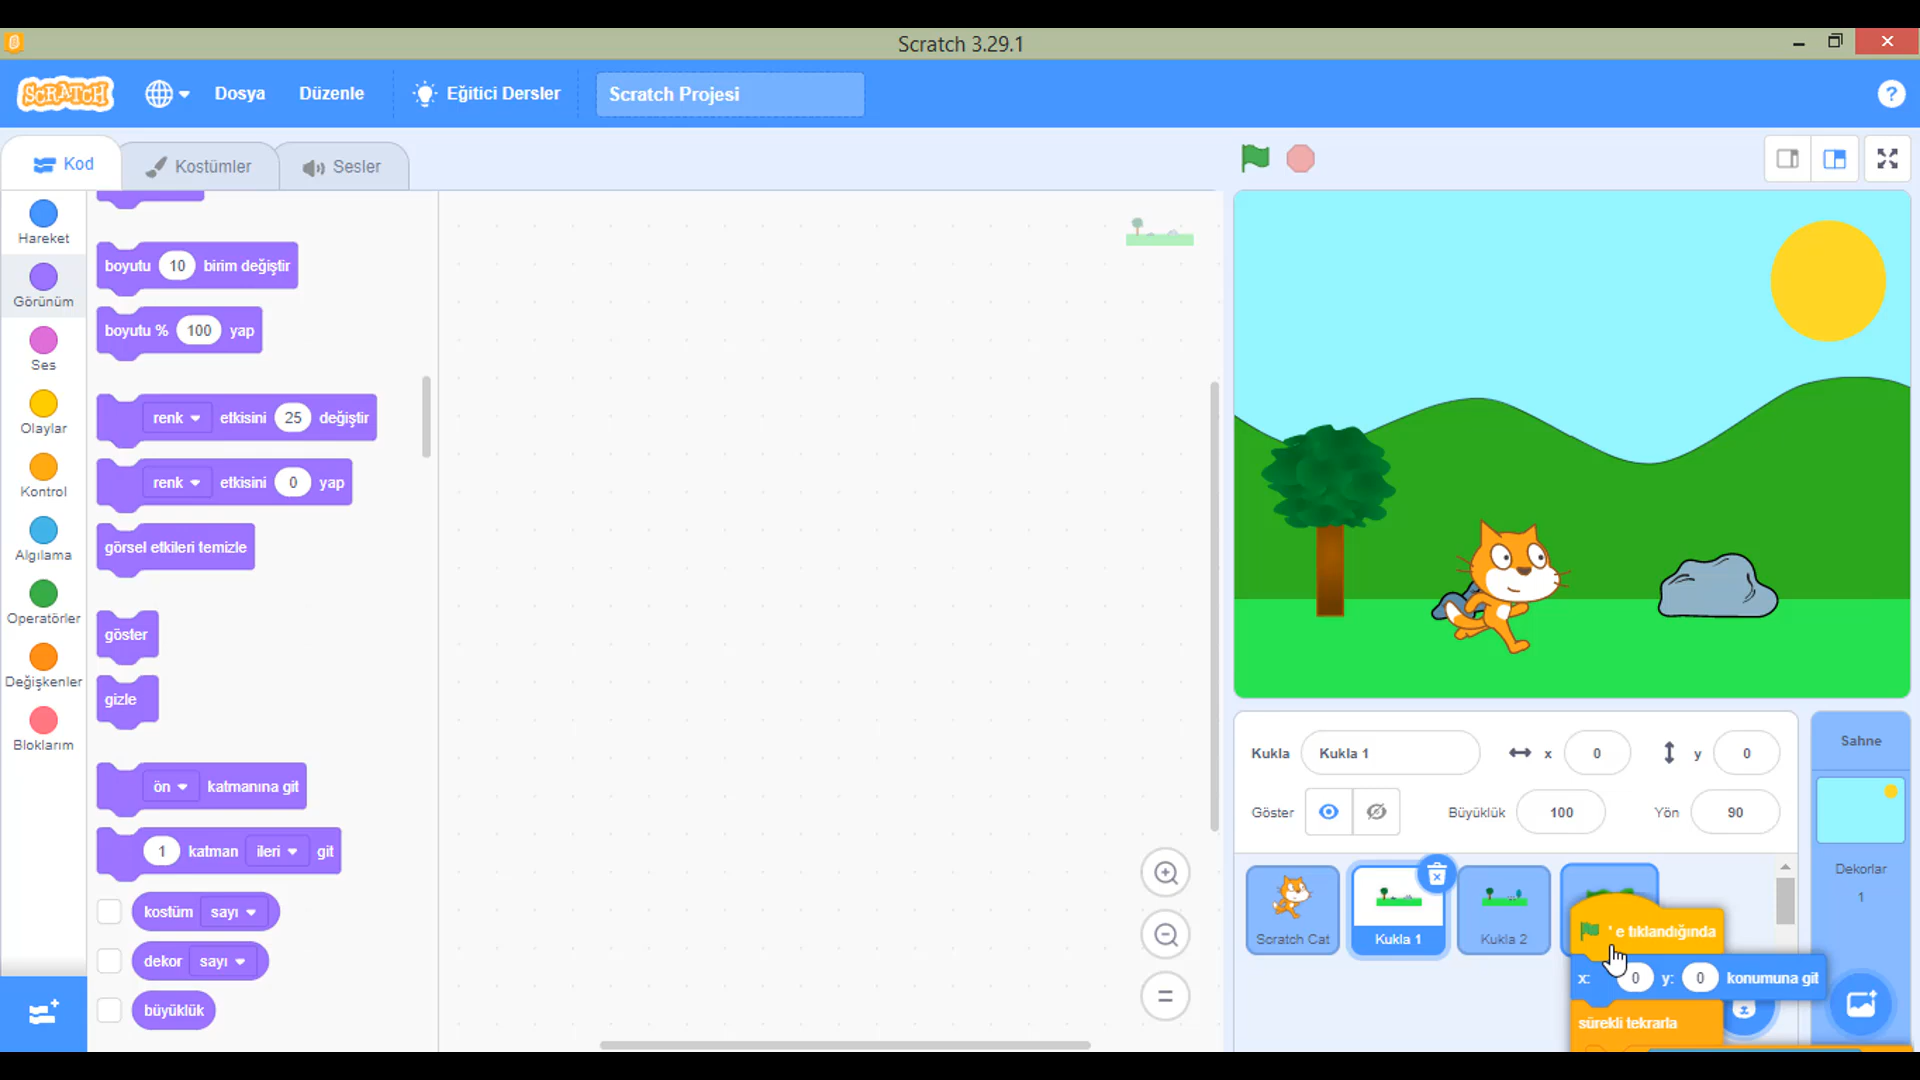 Scratch 3.29.1
SCRATCH
Dosya
Düzenle
Eğitici Dersler
Scratch Projesi
?
Kod
Kostümler
Sesler
Hareket
Görünüm
Ses
Olaylar
Kontrol
Algılama
Operatörler
Değişkenler
Bloklarım
boyutu 10 birim değiştir
boyutu % 100 yap
renk etkisini 25 değiştir
renk etkisini 0 yap
görsel etkileri temizle
göster
gizle
ön katmanına git
1 katman ileri git
kostüm sayı
dekor sayı
büyüklük
Kukla Kukla 1 x 0 y 0
Göster Büyüklük 100 Yön 90
Scratch Cat
Kukla 1
Kukla 2
' e tıklandığında
x: 0 y: 0 konumuna git
sürekli tekrarla
Sahne
Dekorlar
1